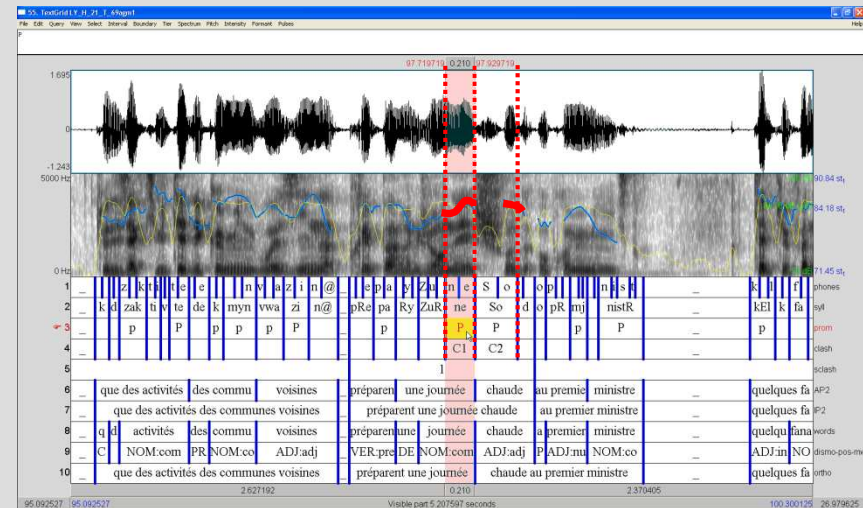 55. TextGrid LY_H_21_T_69ogm1
File Edit Query View Select Interval Boundary Tier Spectrum Pitch Intensity Formant Pulses Help
P
97.719719 0.210 97.929719
1.695
0
-1.243
5000 Hz 90.84 st
84.18 st
0 Hz 71.45 st
1 _ z k t i t e e n v a z i n @ _ e p a y Z u n e S o o p n i s t _ k l f phones
2 _ k d zak ti v te de k myn vwa zi n@ _ pRe pa Ry ZuR ne So d o pR mj nistR _ kEl k fa syll
3 p P p p P P p P P P p P p prom
4 C1 C2 clash
5 1 sclash
6 _ que des activités des commu voisines _ préparen une journée chaude au premie ministre _ quelques fa AP2
7 que des activités des communes voisines préparent une journée chaude au premier ministre quelques fa IP2
8 _ q d activités des commu voisines _ préparen une journée chaude a premier ministre _ quelqu fana words
9 _ C NOM:com PR NOM:com ADJ:adj _ VER:pre DE NOM:com ADJ:adj P ADJ:nu NOM:co _ ADJ:in NO dismo-pos-m
10 _ que des activités des communes voisines _ préparent une journée chaude au premier ministre _ quelqu fa ortho
2.627192 0.210 2.370405
95.092527 95.092527 Visible part 5.207597 seconds 100.300125 26.979625